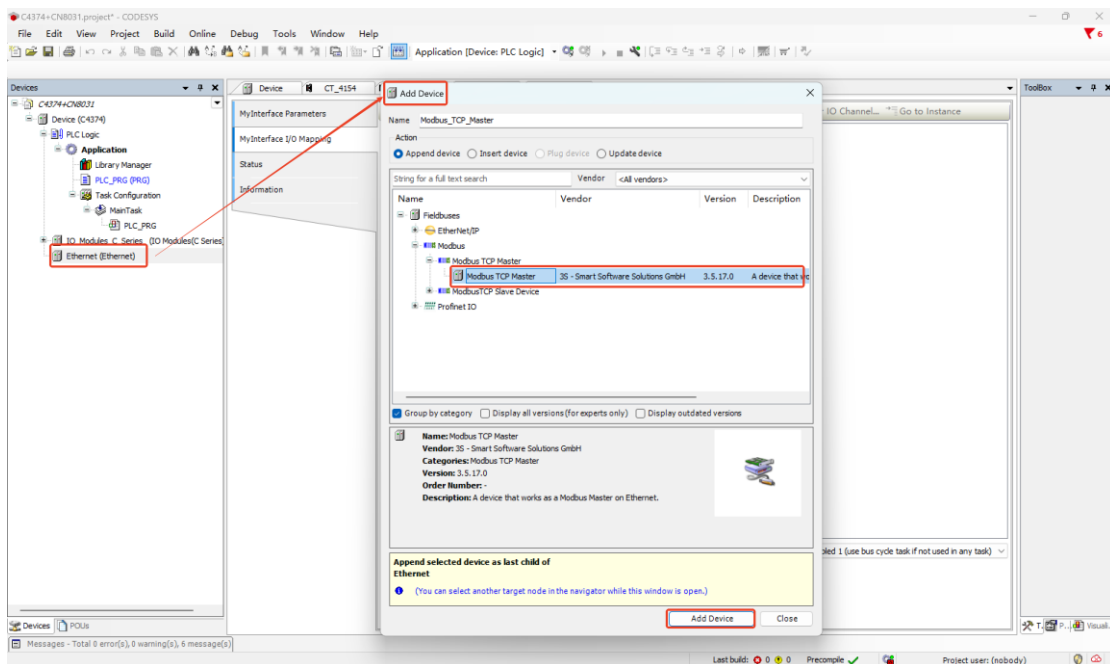 C4374+CN8031.project* - CODESYS
File Edit View Project Build Online Debug Tools Window Help
6
Application [Device: PLC Logic]
Devices
C4374+CN8031
Device (C4374)
PLC Logic
Application
Library Manager
PLC_PRG (PRG)
Task Configuration
MainTask
PLC_PRG
IO_Modules_C_Series_(IO Modules(C Series)
Ethernet (Ethernet)
Devices POUs
Device CT_4154
MyInterface Parameters
MyInterface I/O Mapping
Status
Information
IO Channel... Go to Instance
bled 1 (use bus cycle task if not used in any task)
ToolBox
Add Device
Name Modbus_TCP_Master
Action
Append device Insert device Plug device Update device
String for a full text search Vendor <All vendors>
Name Vendor Version Description
Fieldbuses
EtherNet/IP
Modbus
Modbus TCP Master
Modbus TCP Master 3S - Smart Software Solutions GmbH 3.5.17.0 A device that wo
ModbusTCP Slave Device
Profinet IO
Group by category Display all versions (for experts only) Display outdated versions
Name: Modbus TCP Master
Vendor: 3S - Smart Software Solutions GmbH
Categories: Modbus TCP Master
Version: 3.5.17.0
Order Number: -
Description: A device that works as a Modbus Master on Ethernet.
Append selected device as last child of
Ethernet
(You can select another target node in the navigator while this window is open.)
Add Device Close
T. P... Visuali.
Messages - Total 0 error(s), 0 warning(s), 6 message(s)
Last build: 0 0 Precompile Project user: (nobody)